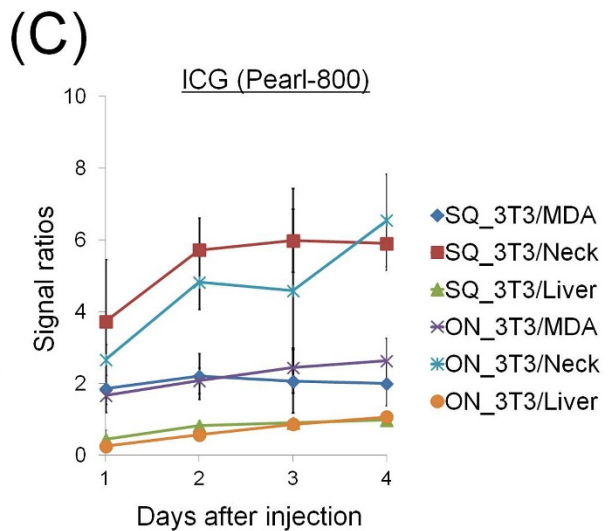 (C)
ICG (Pearl-800)
10
8
6
4
2
0
Signal ratios
1 2 3 4
Days after injection
SQ_3T3/MDA
SQ_3T3/Neck
SQ_3T3/Liver
ON_3T3/MDA
ON_3T3/Neck
ON_3T3/Liver